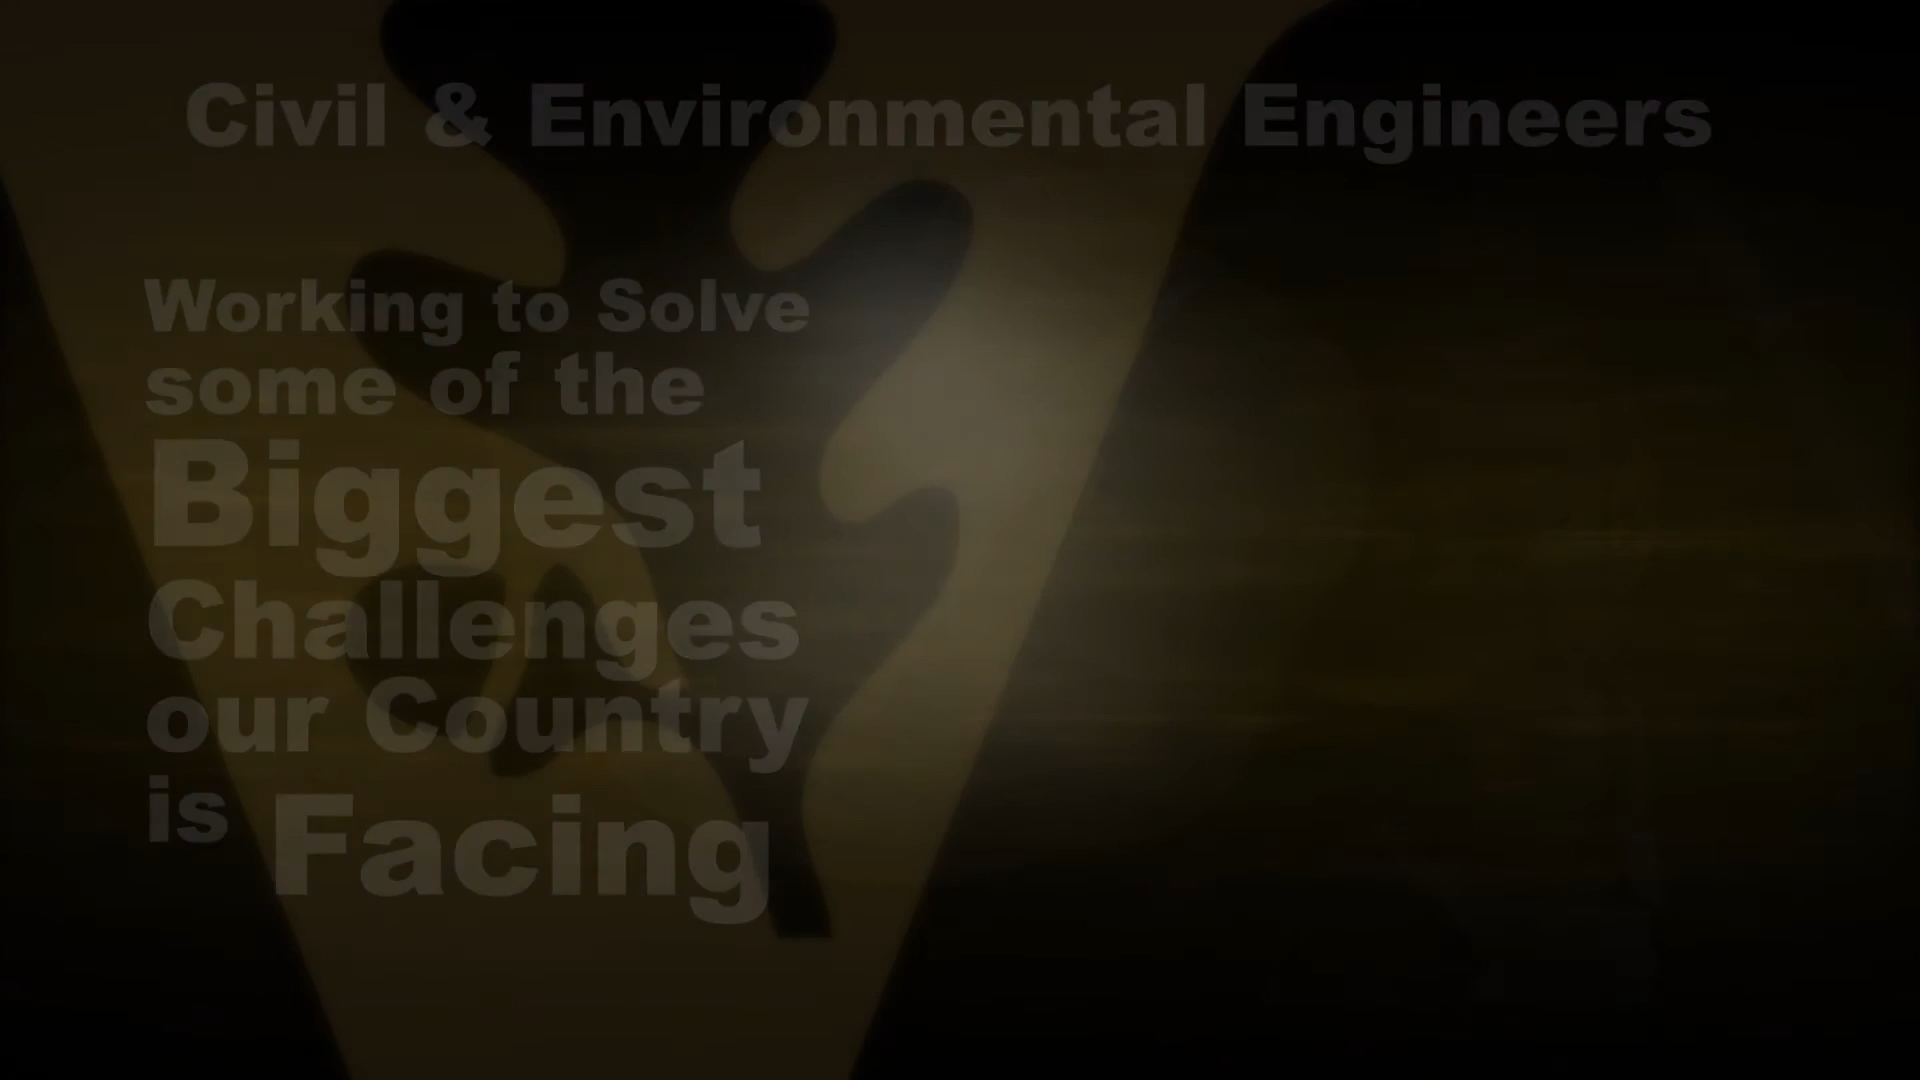 Civil & Environmental Engineers
Working to Solve
some of the
Biggest
Challenges
our Country
is Facing